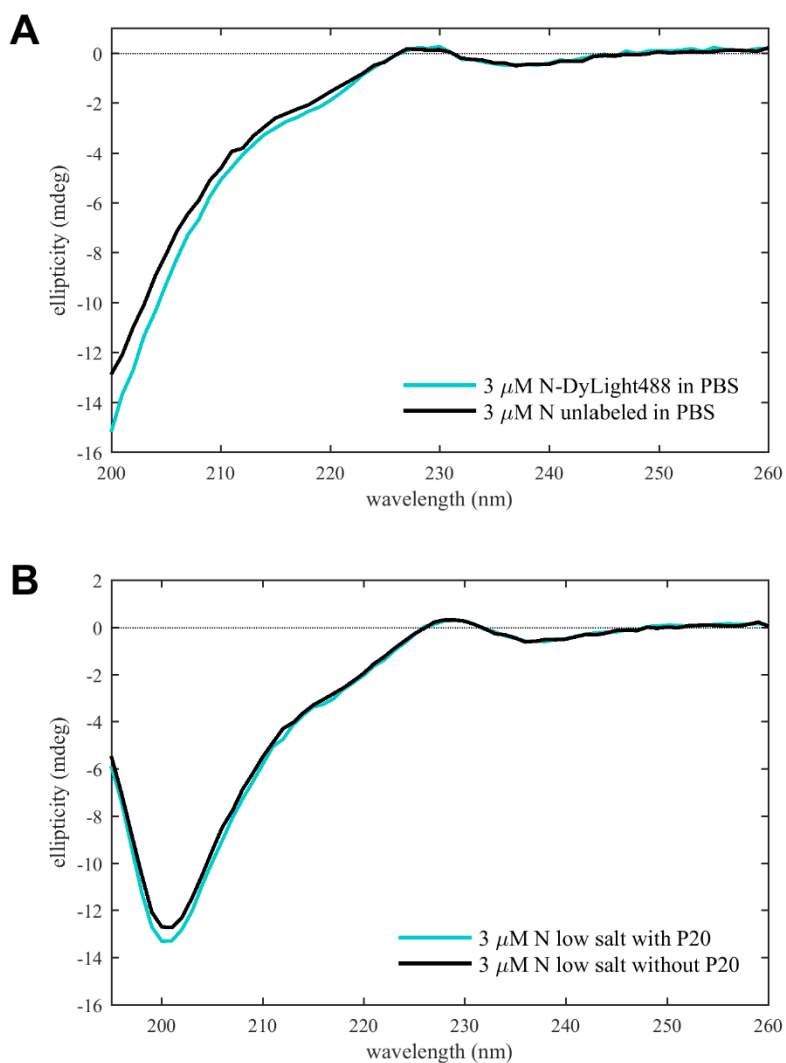 A
0
-2
-4
-6
-8
-10
-12
-14
-16
ellipticity (mdeg)
3 μM N-DyLight488 in PBS
3 μM N unlabeled in PBS
200 210 220 230 240 250 260
wavelength (nm)
B
2
0
-2
-4
-6
-8
-10
-12
-14
-16
ellipticity (mdeg)
3 μM N low salt with P20
3 μM N low salt without P20
200 210 220 230 240 250 260
wavelength (nm)